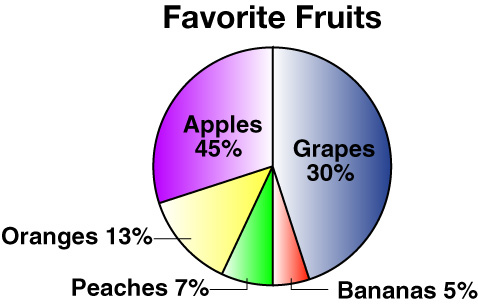 Favorite Fruits
Apples
45%
Grapes
30%
Oranges 13%
Peaches 7%
Bananas 5%